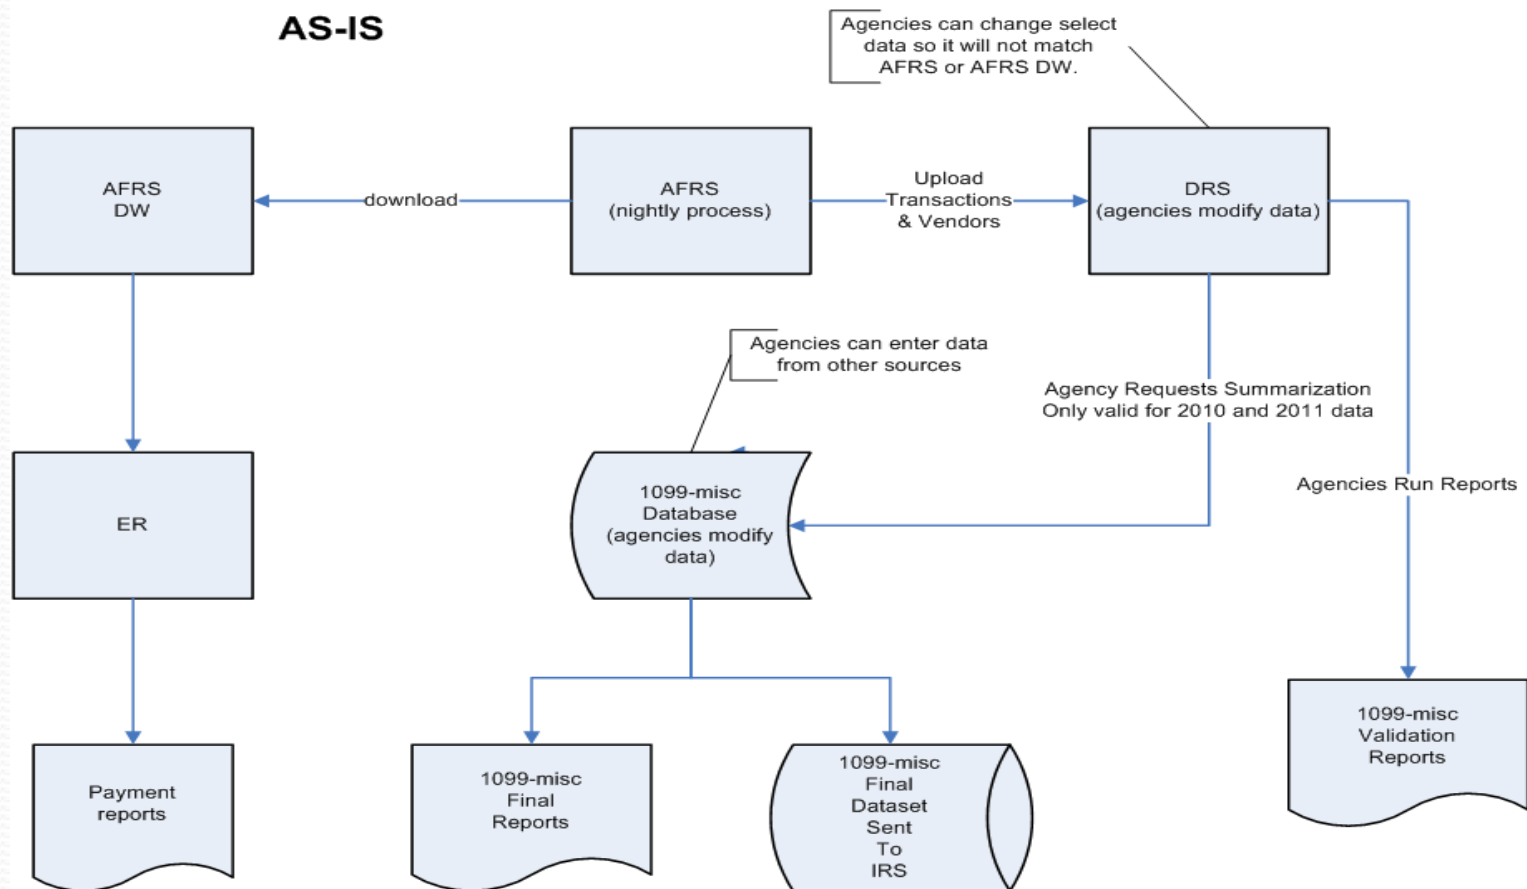 AS-IS
Agencies can change select
data so it will not match
AFRS or AFRS DW.
AFRS
DW
download
AFRS
(nightly process)
Upload
Transactions
& Vendors
DRS
(agencies modify data)
Agencies can enter data
from other sources
Agency Requests Summarization
Only valid for 2010 and 2011 data
Agencies Run Reports
ER
1099-misc
Database
(agencies modify
data)
Payment
reports
1099-misc
Final
Reports
1099-misc
Final
Dataset
Sent
To
IRS
1099-misc
Validation
Reports